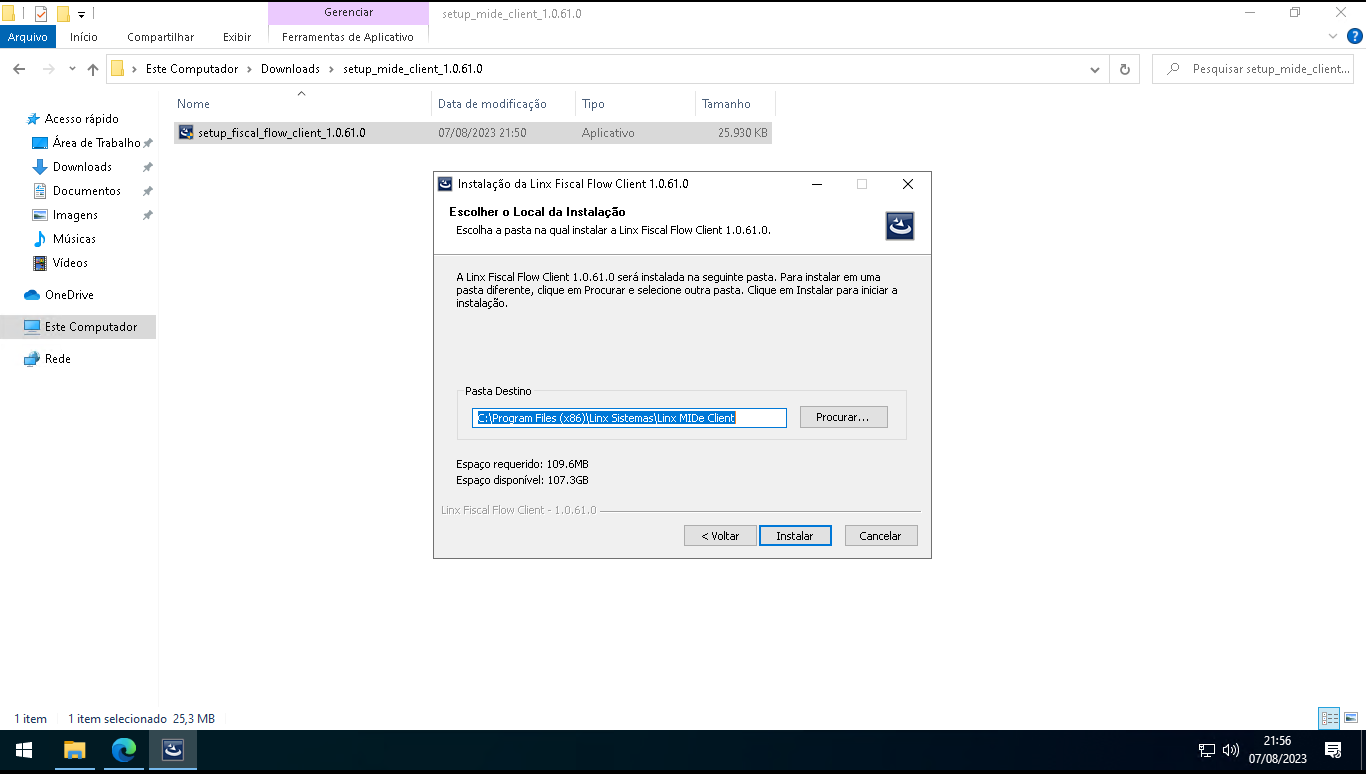 Gerenciar
setup_mide_client_1.0.61.0
Arquivo
Início
Compartilhar
Exibir
Ferramentas de Aplicativo
Este Computador
Downloads
setup_mide_client_1.0.61.0
Pesquisar setup_mide_client...
Nome
Data de modificação
Tipo
Tamanho
setup_fiscal_flow_client_1.0.61.0
07/08/2023 21:50
Aplicativo
25.930 KB
Acesso rápido
Área de Trabalho
Downloads
Documentos
Imagens
Músicas
Vídeos
OneDrive
Este Computador
Rede
Instalação da Linx Fiscal Flow Client 1.0.61.0
Escolher o Local da Instalação
Escolha a pasta na qual instalar a Linx Fiscal Flow Client 1.0.61.0.
A Linx Fiscal Flow Client 1.0.61.0 será instalada na seguinte pasta. Para instalar em uma
pasta diferente, clique em Procurar e selecione outra pasta. Clique em Instalar para iniciar a
instalação.
Pasta Destino
C:\Program Files (x86)\Linx Sistemas\Linx MIDe Client
Procurar...
Espaço requerido: 109.6MB
Espaço disponível: 107.3GB
Linx Fiscal Flow Client - 1.0.61.0
< Voltar
Instalar
Cancelar
1 item
1 item selecionado 25,3 MB
21:56
07/08/2023